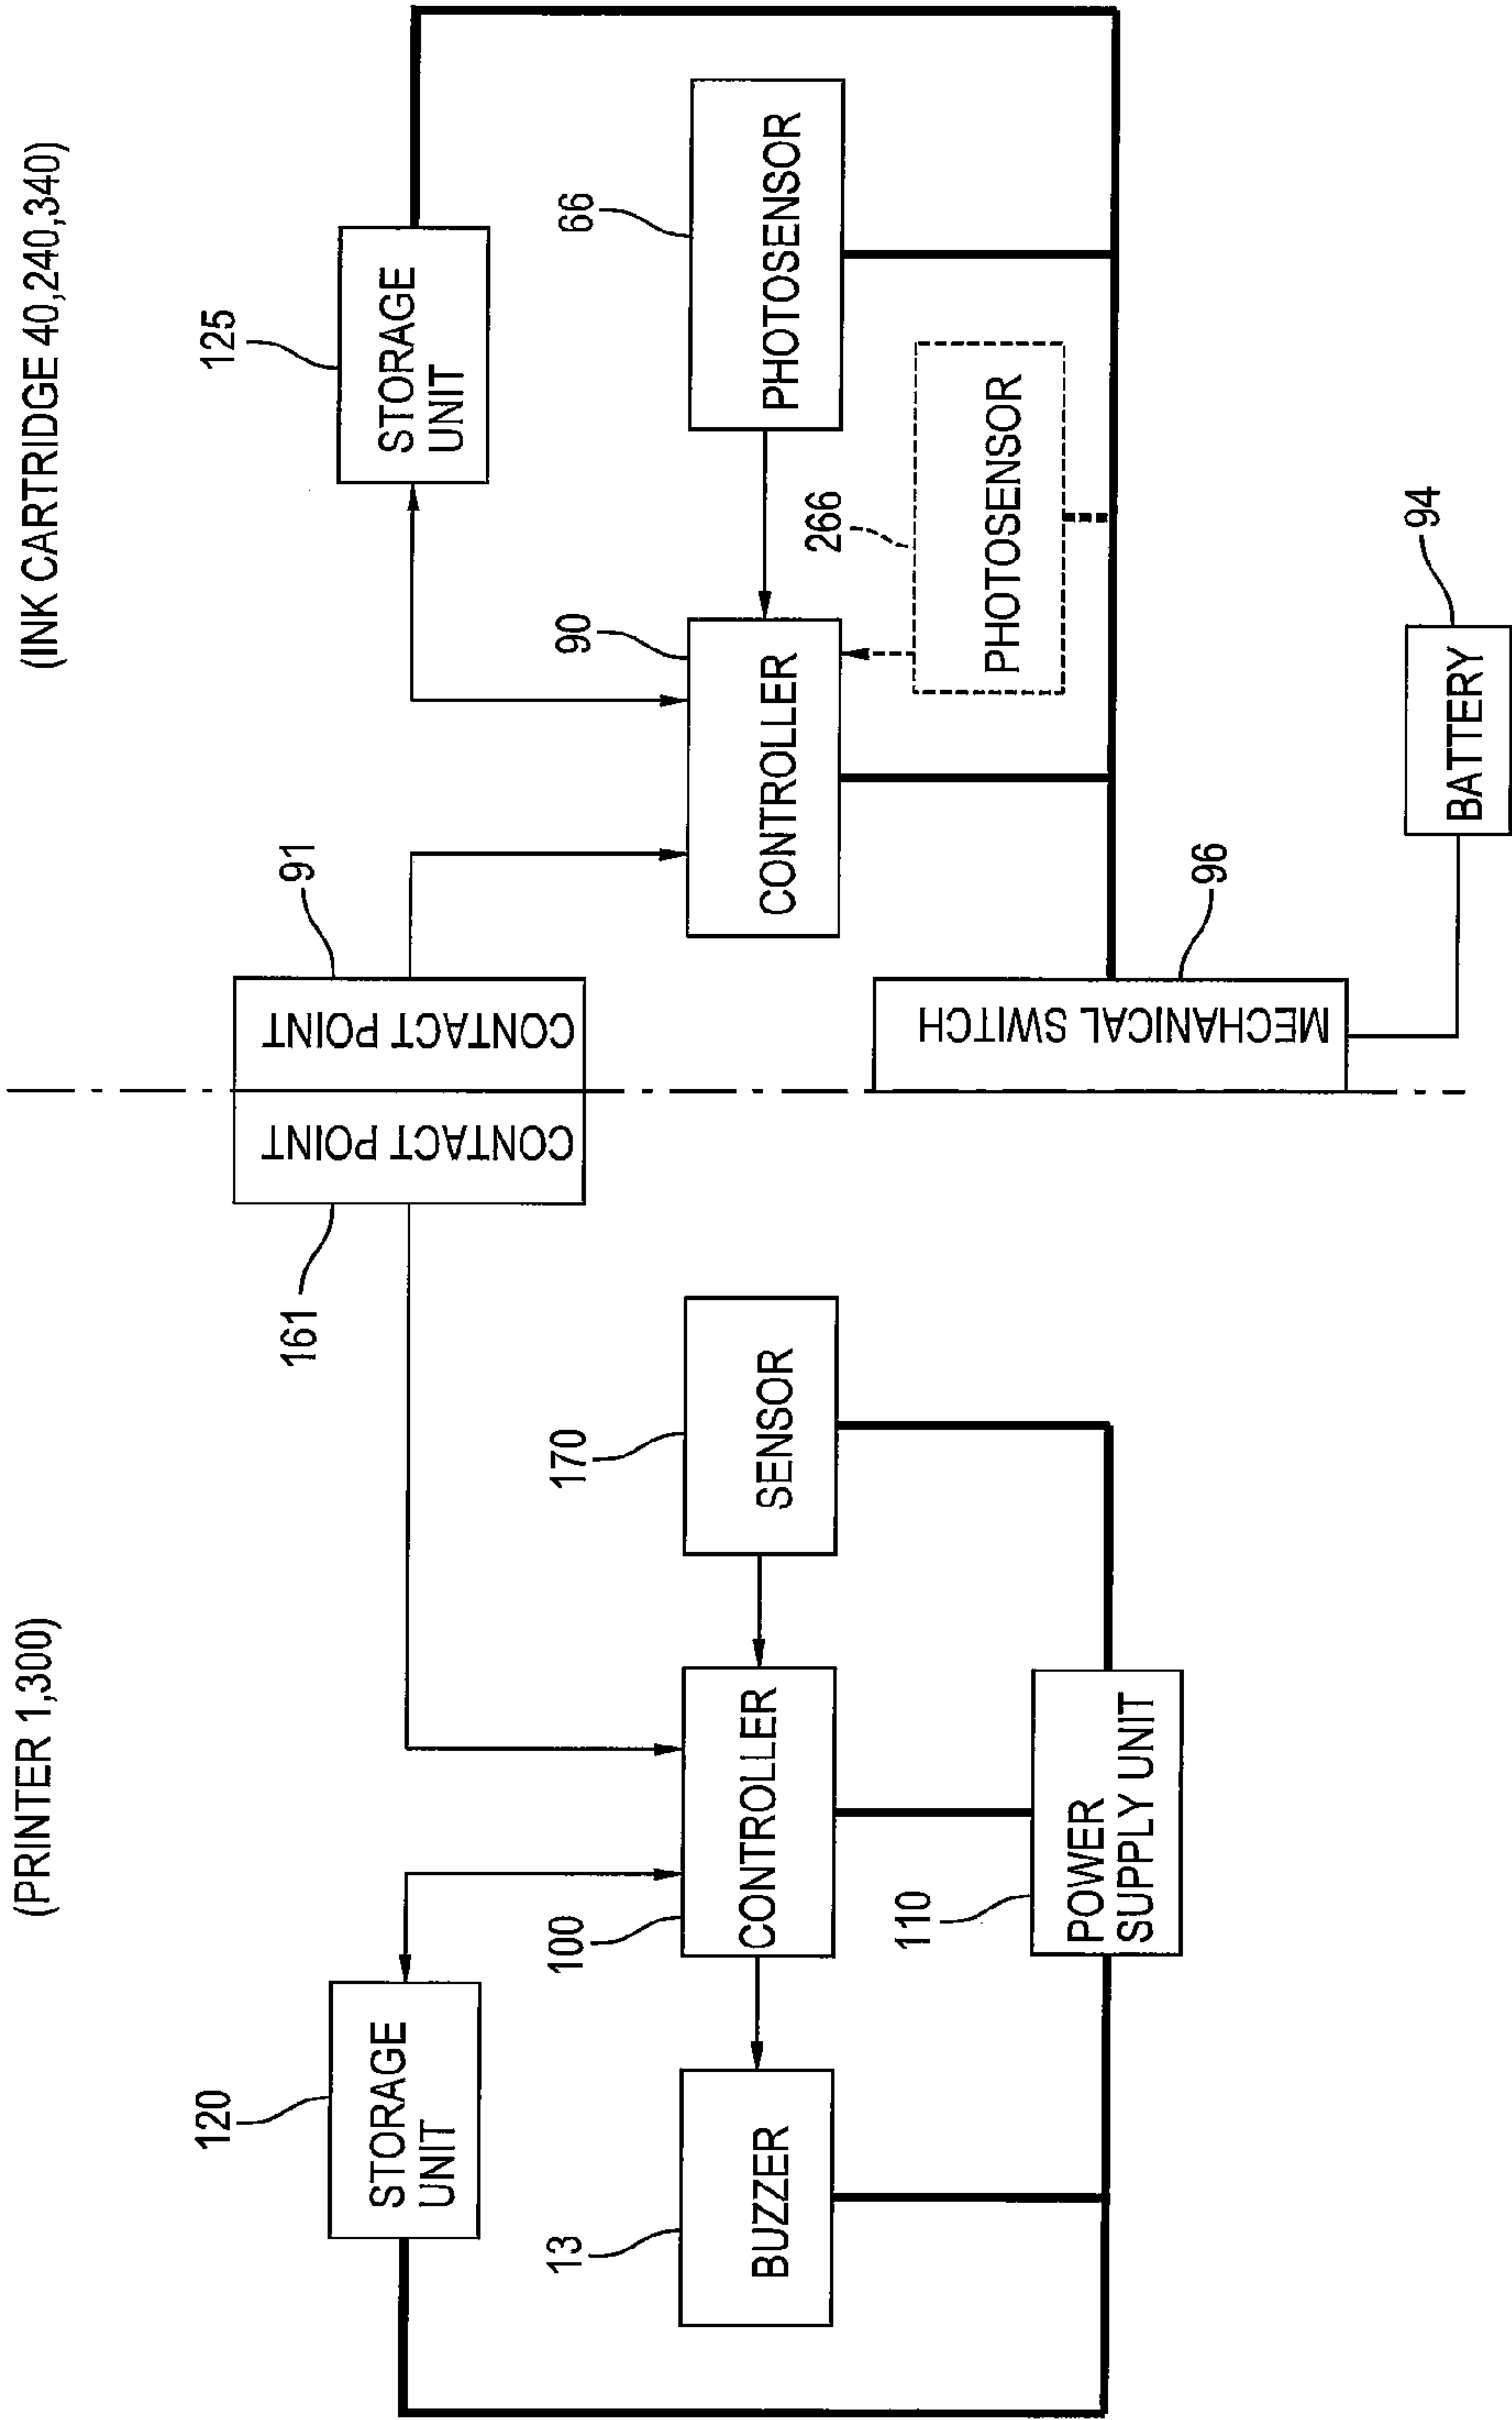 (PRINTER 1,300)
(INK CARTRIDGE 40,240,340)
120
STORAGE
UNIT
161
CONTACT POINT
CONTACT POINT
91
125
STORAGE
UNIT
13
BUZZER
100
CONTROLLER
170
SENSOR
90
CONTROLLER
66
PHOTOSENSOR
266
PHOTOSENSOR
110
POWER
SUPPLY UNIT
MECHANICAL SWITCH
96
BATTERY
94